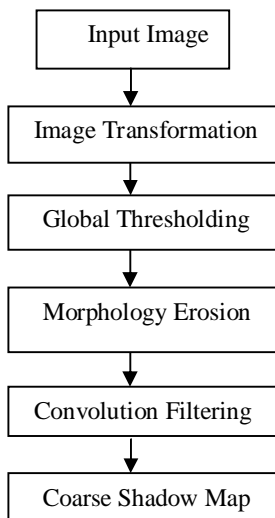 Input Image
Image Transformation
Global Thresholding
Morphology Erosion
Convolution Filtering
Coarse Shadow Map